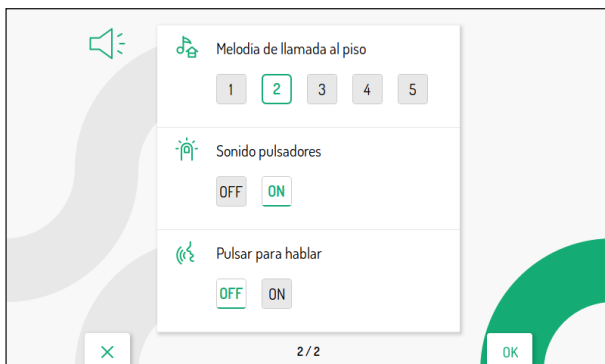 Melodía de llamada al piso
1 2 3 4 5
Sonido pulsadores
OFF ON
Pulsar para hablar
OFF ON
2 / 2
OK